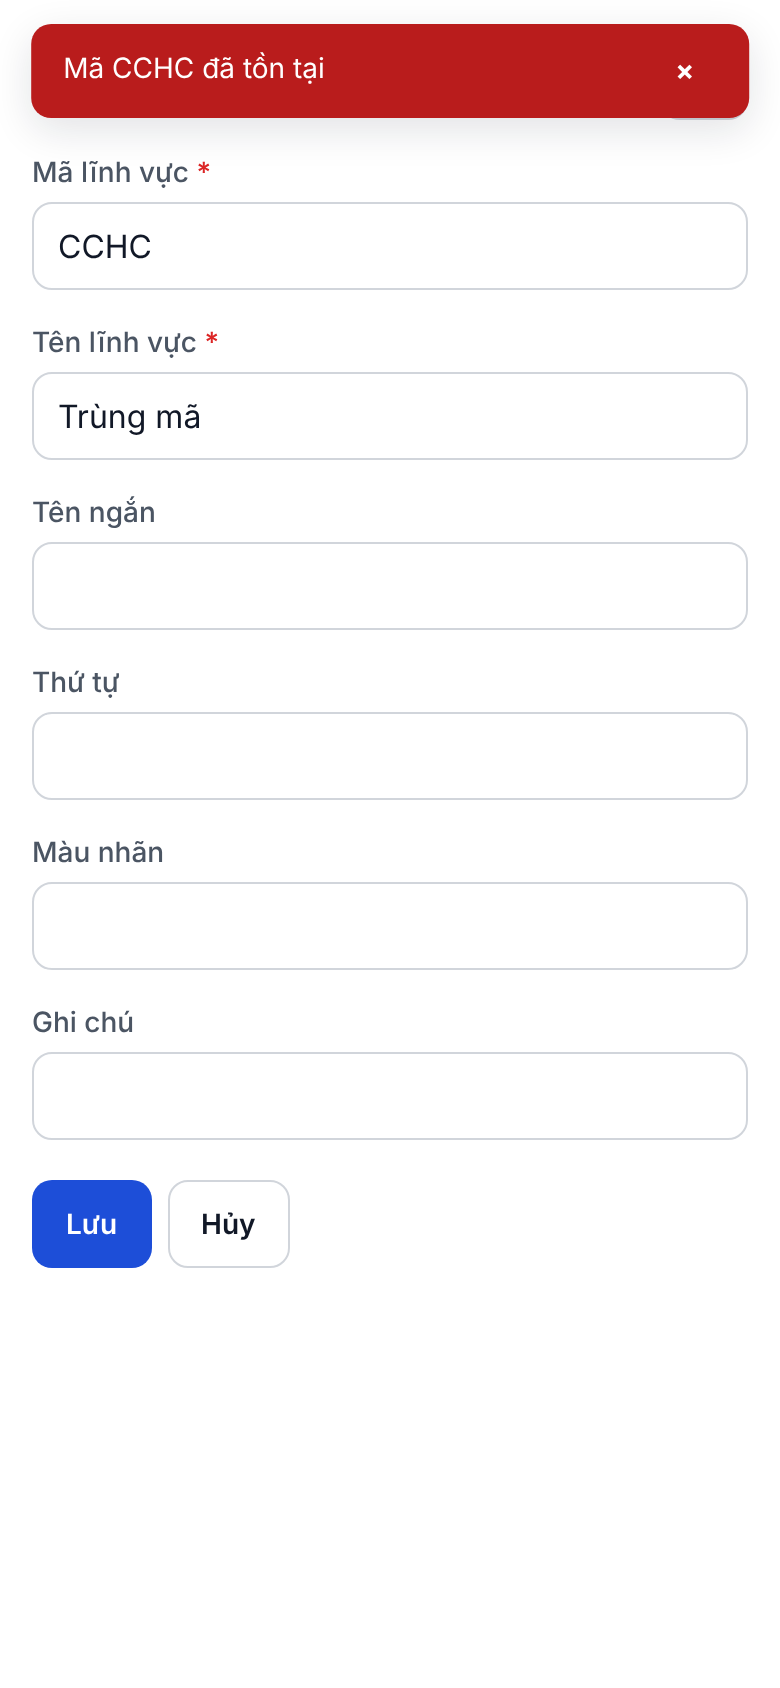 Mã CCHC đã tồn tại ×
Mã lĩnh vực *
CCHC
Tên lĩnh vực *
Trùng mã
Tên ngắn
Thứ tự
Màu nhãn
Ghi chú
Lưu Hủy